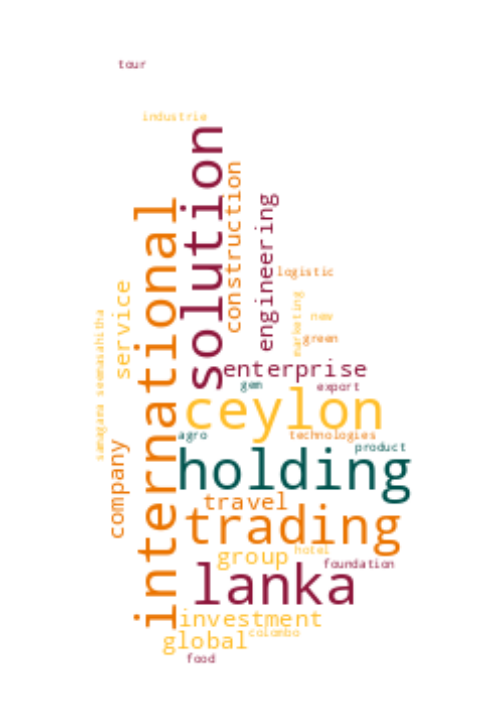 tour
industrie
solution
construction
engineering
international
logistic
service
marketing
new
samagama seemasahitha
green
enterprise
gem
export
ceylon
agro
technologies
company
product
holding
travel
trading
group
hotel
foundation
lanka
investment
global
colombo
food